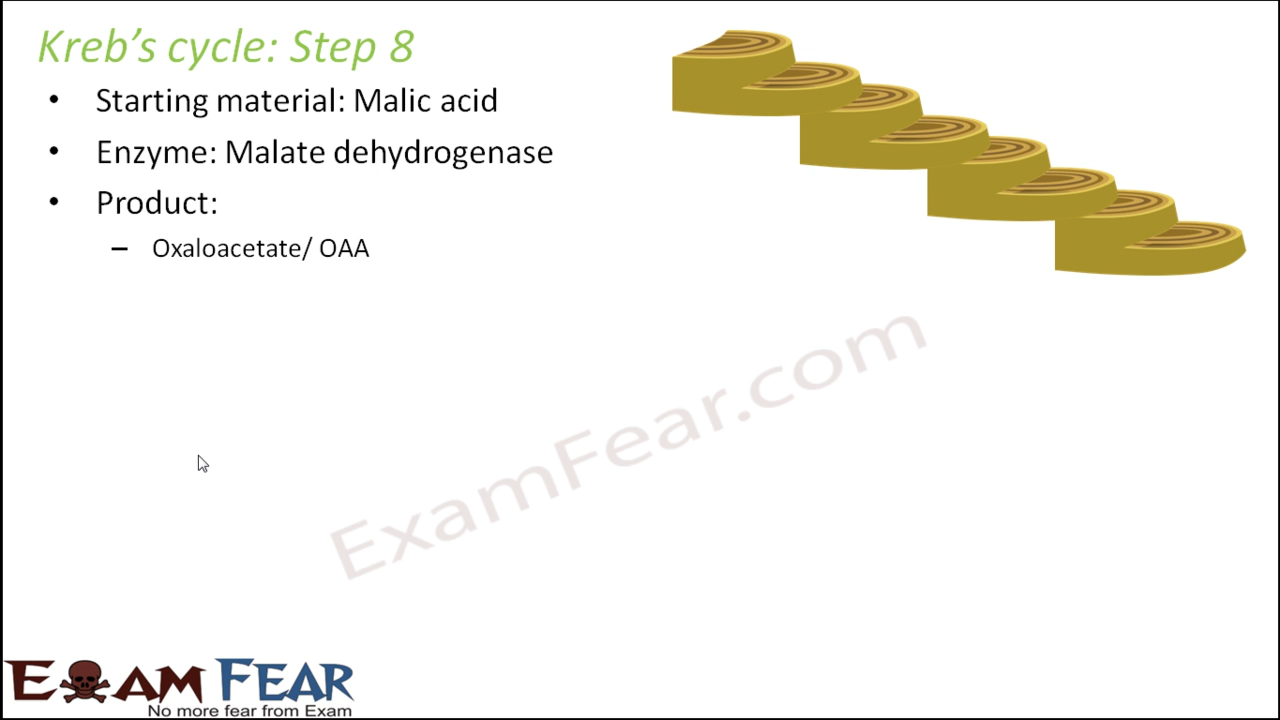 Kreb's cycle: Step 8
• Starting material: Malic acid
• Enzyme: Malate dehydrogenase
• Product:
– Oxaloacetate/ OAA
ExamFear.com
EXAM FEAR
No more fear from Exam